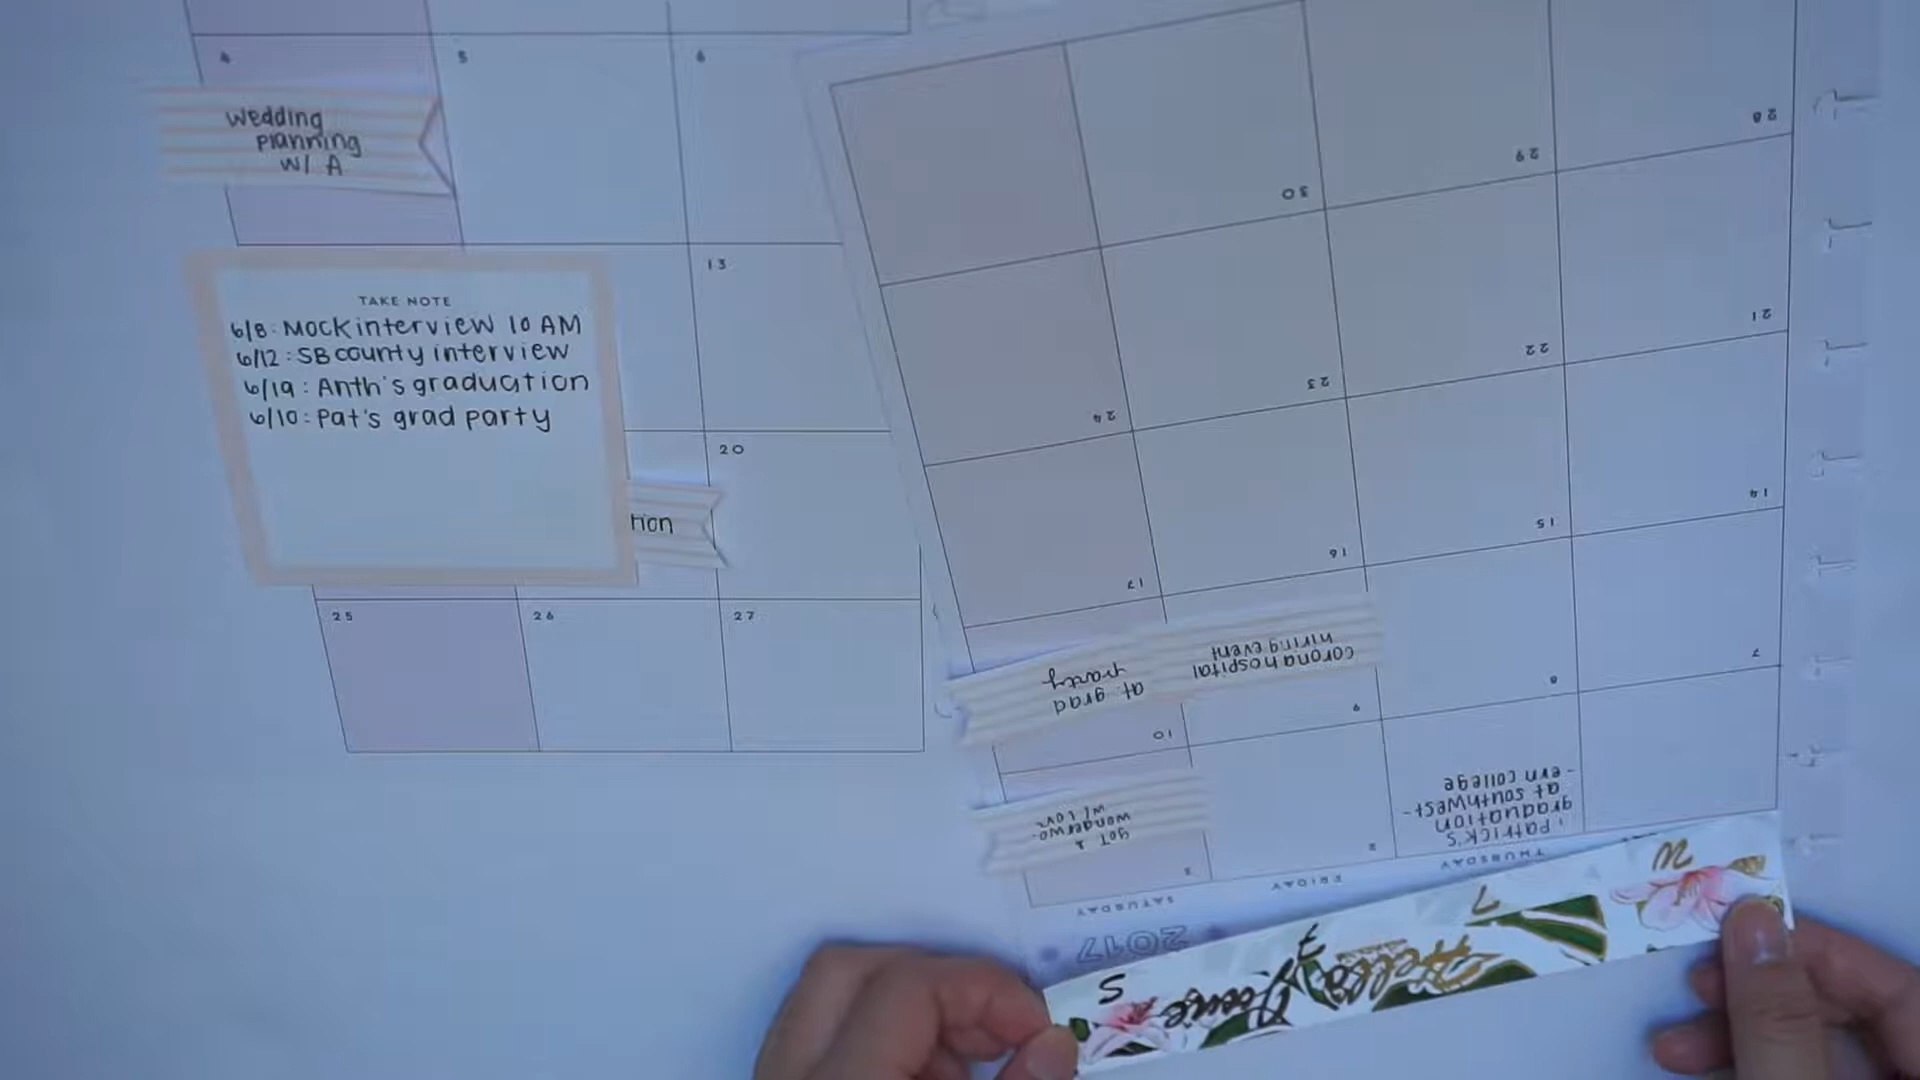 4
5
6
wedding
planning
w/ A
13
TAKE NOTE
6/8: Mock interview 10 AM
6/12: SB county interview
6/19: Anth's graduation
6/10: Pat's grad party
20
tion
25
26
27
2017
THURSDAY
FRIDAY
SATURDAY
Patrick's
graduation
at southwest-
-ern college
2
3
wonderwo-
7
8
9
10
corona hospital
hiring event
at. grad
14
15
16
17
21
22
23
24
28
29
30
Hello June
W
T
F
S